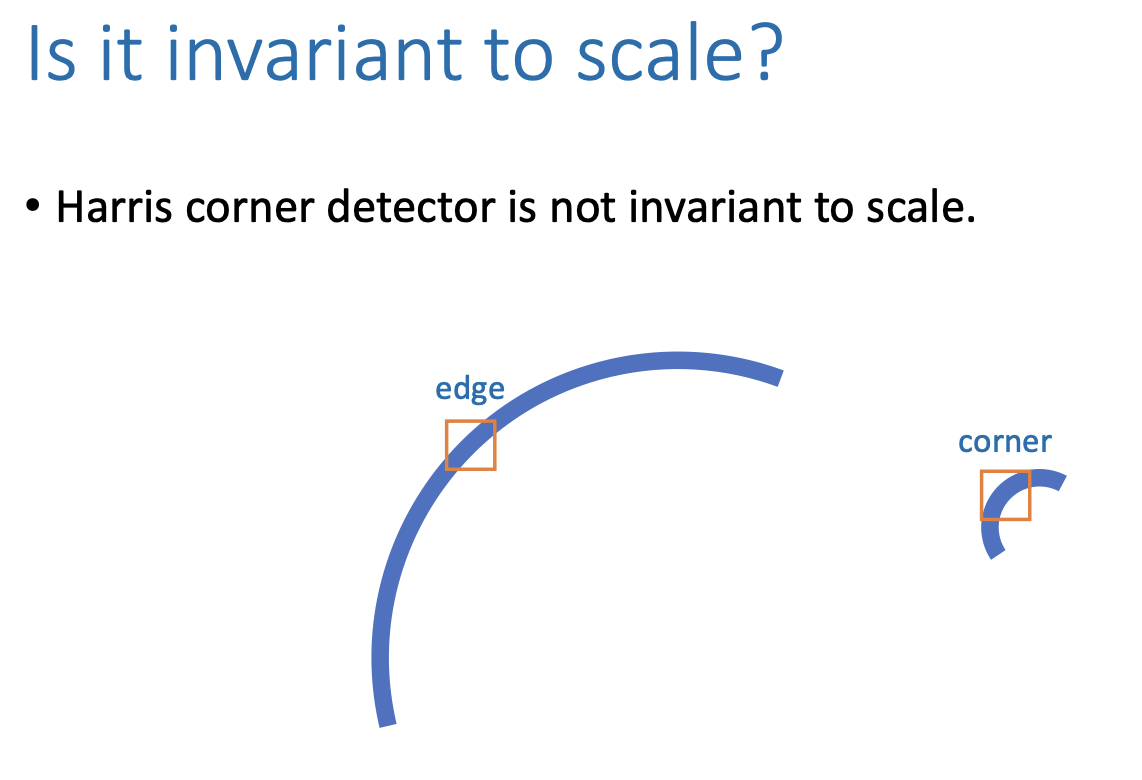 Is it invariant to scale?
• Harris corner detector is not invariant to scale.
edge
corner